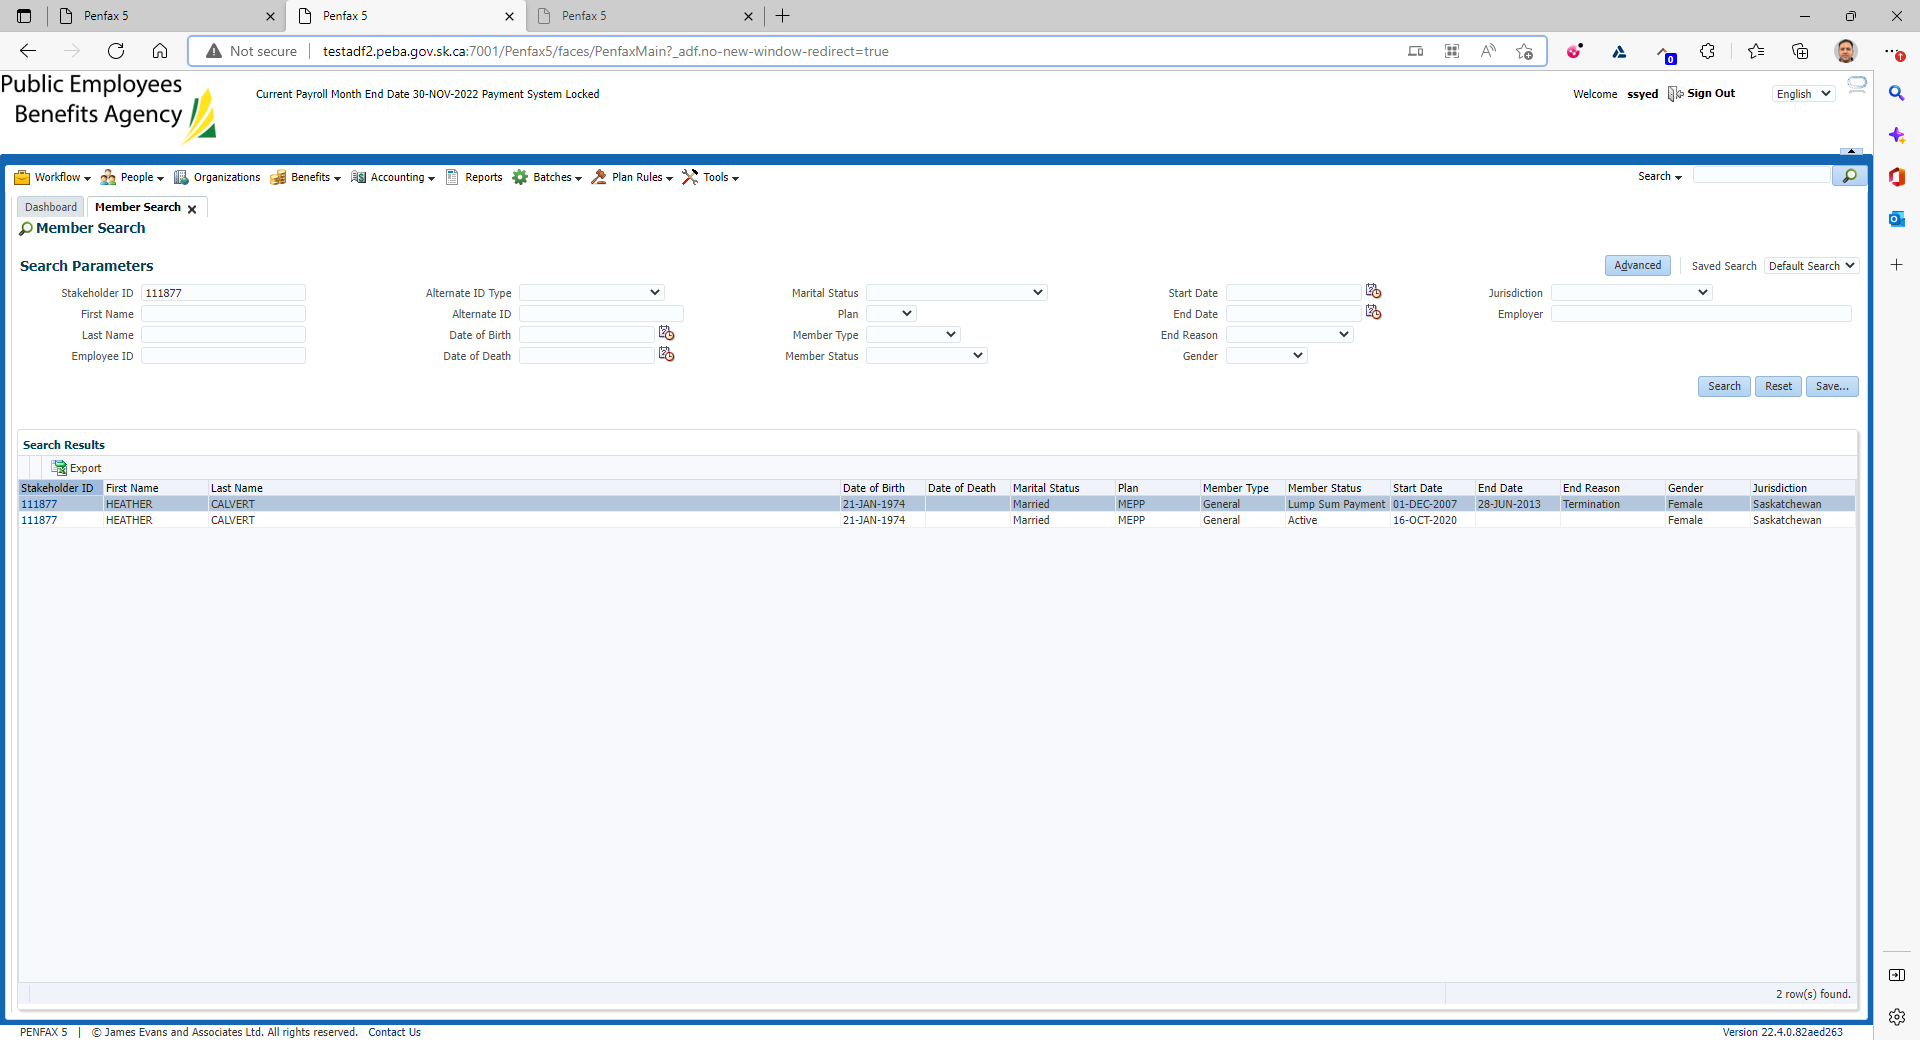 Penfax 5
Penfax 5
Penfax 5
Not secure testadf2.peba.gov.sk.ca:7001/Penfax5/faces/PenfaxMain?_adf.no-new-window-redirect=true
0
Public Employees
Benefits Agency
Current Payroll Month End Date 30-NOV-2022 Payment System Locked
Welcome ssyed Sign Out English
Workflow People Organizations Benefits Accounting Reports Batches Plan Rules Tools Search
Dashboard Member Search
Member Search
Search Parameters Advanced Saved Search Default Search
Stakeholder ID 111877 Alternate ID Type Marital Status Start Date Jurisdiction
First Name Alternate ID Plan End Date Employer
Last Name Date of Birth Member Type End Reason
Employee ID Date of Death Member Status Gender
Search Reset Save...
Search Results
Export
Stakeholder ID First Name Last Name Date of Birth Date of Death Marital Status Plan Member Type Member Status Start Date End Date End Reason Gender Jurisdiction
111877 HEATHER CALVERT 21-JAN-1974 Married MEPP General Lump Sum Payment 01-DEC-2007 28-JUN-2013 Termination Female Saskatchewan
111877 HEATHER CALVERT 21-JAN-1974 Married MEPP General Active 16-OCT-2020 Female Saskatchewan
2 row(s) found.
PENFAX 5 | © James Evans and Associates Ltd. All rights reserved. Contact Us Version 22.4.0.82aed263